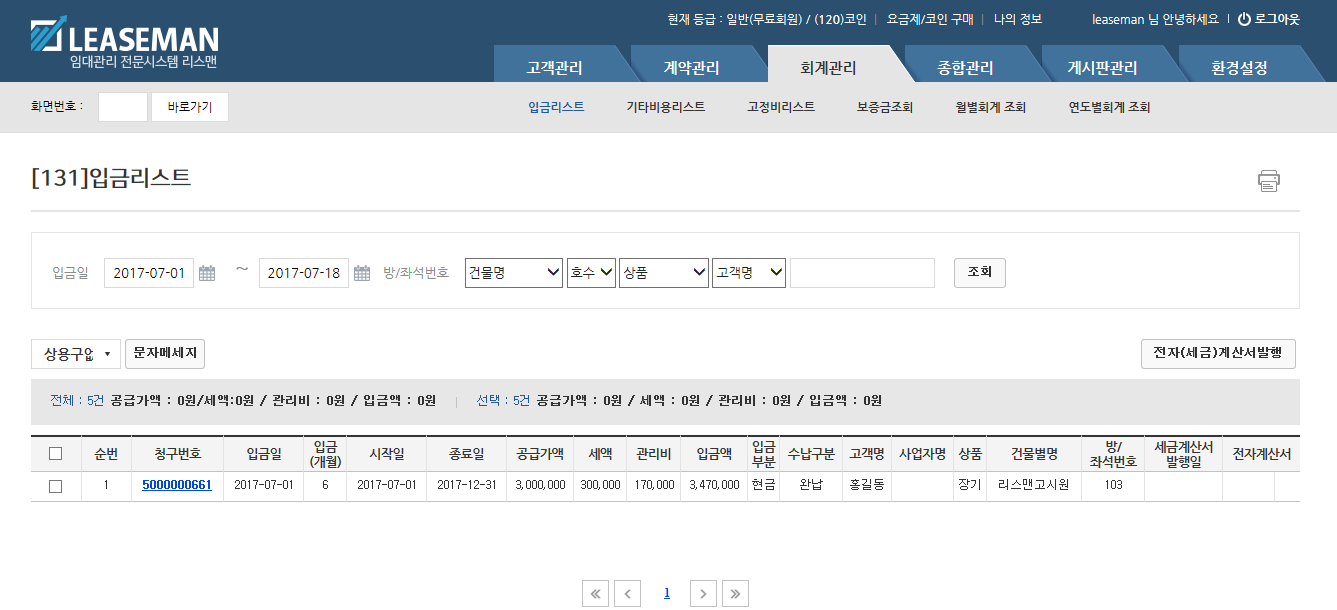 현재 등급 : 일반(무료회원) / (120)코인 | 요금제/코인 구매 | 나의 정보 leaseman 님 안녕하세요 | 로그아웃
LEASEMAN
임대관리 전문시스템 리스맨
고객관리 계약관리 회계관리 종합관리 게시판관리 환경설정
화면번호 : 바로가기 입금리스트 기타비용리스트 고정비리스트 보증금조회 월별회계 조회 연도별회계 조회
[131]입금리스트
입금일 2017-07-01 ~ 2017-07-18 방/좌석번호 건물명 호수 상품 고객명 조회
상용구입 문자메세지 전자(세금)계산서발행
전체 : 5건 공급가액 : 0원/세액:0원 / 관리비 : 0원 / 입금액 : 0원 | 선택 : 5건 공급가액 : 0원 / 세액 : 0원 / 관리비 : 0원 / 입금액 : 0원
순번 청구번호 입금일 입금(개월) 시작일 종료일 공급가액 세액 관리비 입금액 입금부분 수납구분 고객명 사업자명 상품 건물별명 방/좌석번호 세금계산서발행일 전자계산서
1 5000000661 2017-07-01 6 2017-07-01 2017-12-31 3,000,000 300,000 170,000 3,470,000 현금 완납 홍길동 장기 리스맨고시원 103
« < 1 > »